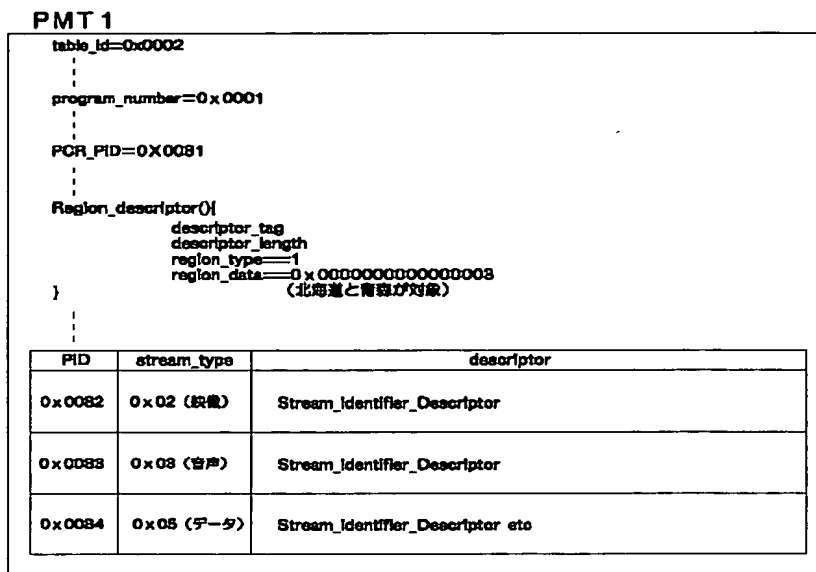 PMT1
table_id=0x0002
program_number=0x0001
PCR_PID=0X0081
Region_descriptor(){
descriptor_tag
descriptor_length
region_type==1
region_data==0x0000000000000003
(北海道と青森が対象)
}
PID stream_type descriptor
0x0082 0x02 (映像) Stream_Identifier_Descriptor
0x0083 0x03 (音声) Stream_Identifier_Descriptor
0x0084 0x05 (データ) Stream_Identifier_Descriptor etc